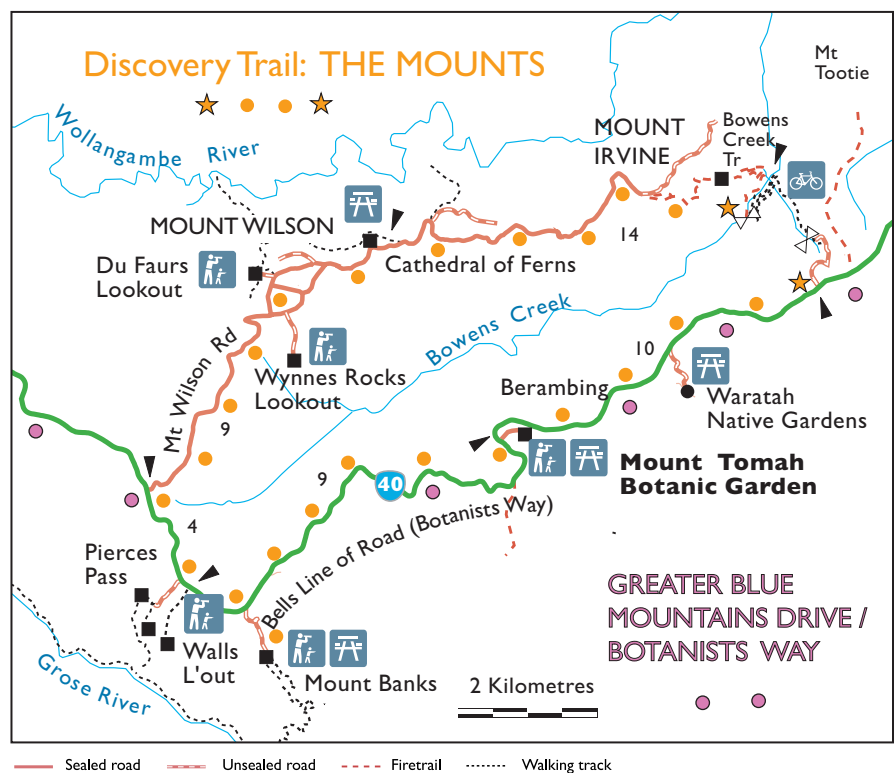 Discovery Trail: THE MOUNTS
Mt
Tootie
Wollangambe River
MOUNT
IRVINE
Bowens
Creek
Tr
MOUNT WILSON
14
Cathedral of Ferns
Du Faurs
Lookout
Bowens Creek
Mt Wilson Rd
Wynnes Rocks
Lookout
10
Berambing
Waratah
Native Gardens
9
9
40
Mount Tomah
Botanic Garden
4
Bells Line of Road (Botanists Way)
Pierces
Pass
GREATER BLUE
MOUNTAINS DRIVE /
BOTANISTS WAY
Walls
L'out
Grose River
Mount Banks
2 Kilometres
Sealed road
Unsealed road
Firetrail
Walking track